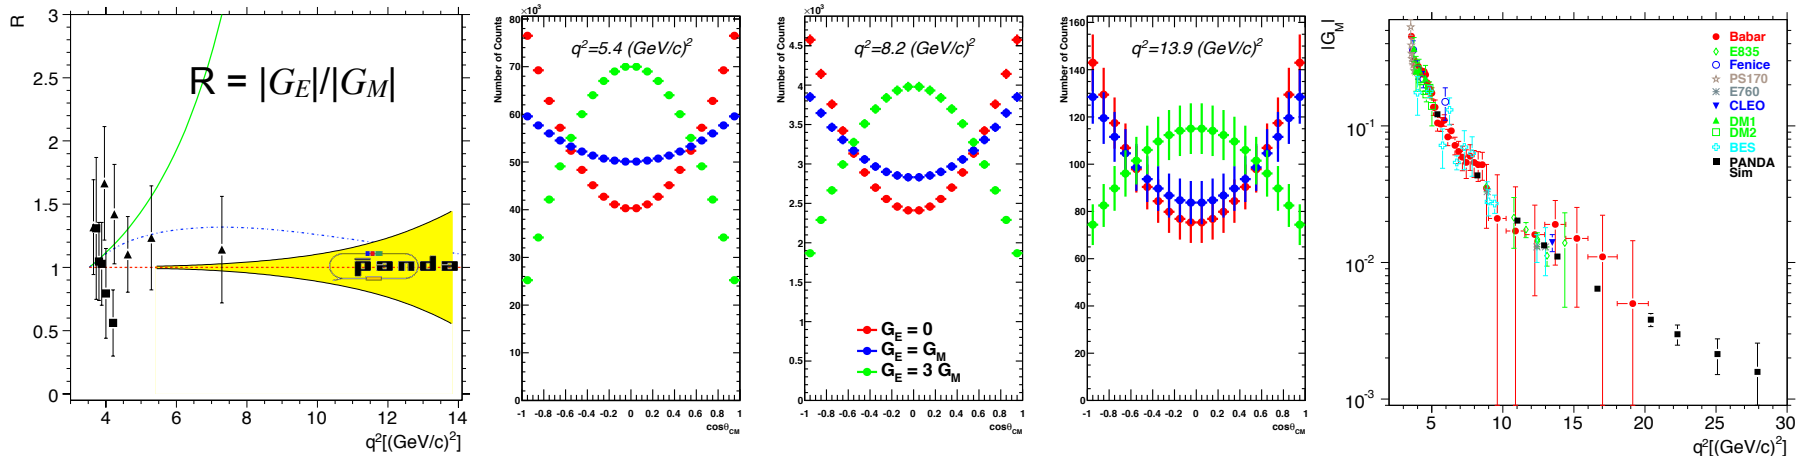 R
3
2.5
2
1.5
1
0.5
0
R = |G_E|/|G_M|
panda
4 6 8 10 12 14
q²[(GeV/c)²]
×10³
Number of Counts
80
70
60
50
40
30
20
10
0
q²=5.4 (GeV/c)²
-1 -0.8 -0.6 -0.4 -0.2 0 0.2 0.4 0.6 0.8 1
cosθ_CM
×10³
Number of Counts
4.5
4
3.5
3
2.5
2
1.5
1
0.5
0
q²=8.2 (GeV/c)²
G_E = 0
G_E = G_M
G_E = 3 G_M
-1 -0.8 -0.6 -0.4 -0.2 0 0.2 0.4 0.6 0.8 1
cosθ_CM
Number of Counts
160
140
120
100
80
60
40
20
0
q²=13.9 (GeV/c)²
-1 -0.8 -0.6 -0.4 -0.2 0 0.2 0.4 0.6 0.8 1
cosθ_CM
|G_M|
10⁻¹
10⁻²
10⁻³
Babar
E835
Fenice
PS170
E760
CLEO
DM1
DM2
BES
PANDA
Sim
5 10 15 20 25 30
q²[(GeV/c)²]